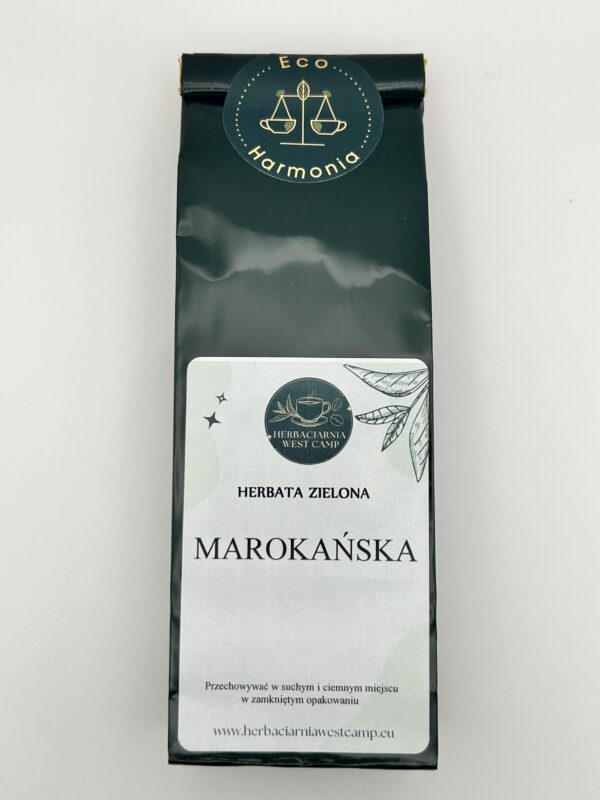 Eco
Harmonia
HERBACIARNIA
WEST CAMP
HERBATA ZIELONA
MAROKAŃSKA
Przechowywać w suchym i ciemnym miejscu
w zamkniętym opakowaniu
www.herbaciarniawestcamp.eu